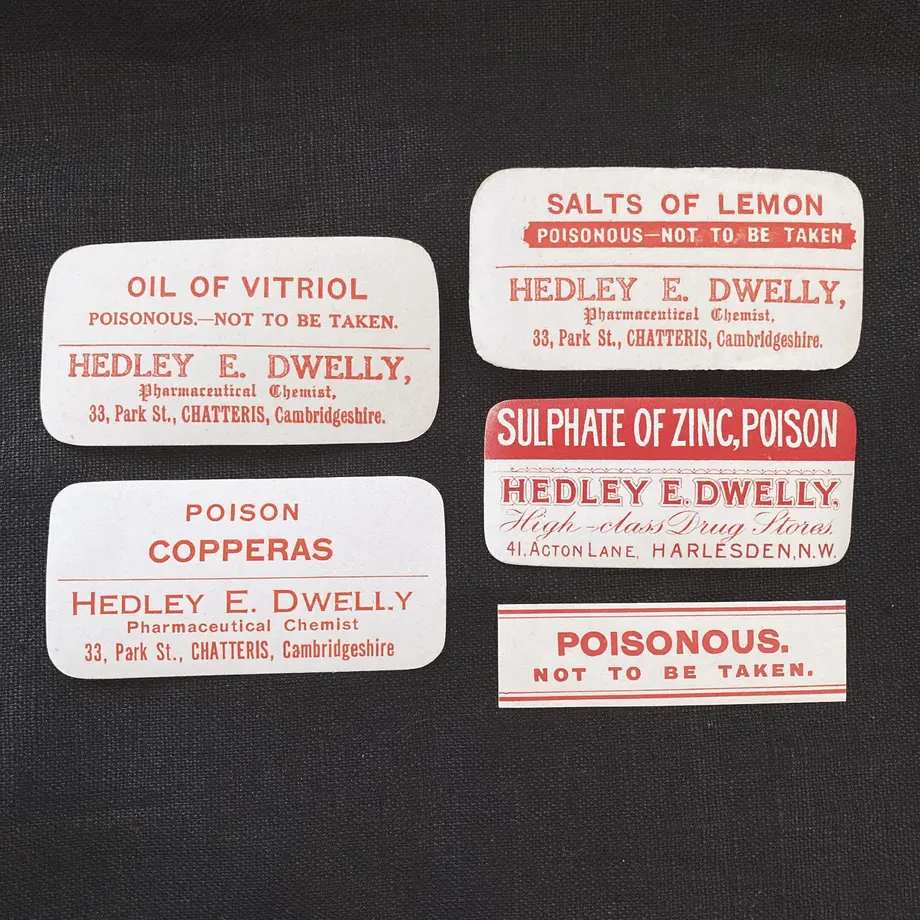 OIL OF VITRIOL
POISONOUS.—NOT TO BE TAKEN.
HEDLEY E. DWELLY,
Pharmaceutical Chemist,
33, Park St., CHATTERIS, Cambridgeshire.
POISON
COPPERAS
HEDLEY E. DWELLY
Pharmaceutical Chemist
33, Park St., CHATTERIS, Cambridgeshire
SALTS OF LEMON
POISONOUS—NOT TO BE TAKEN
HEDLEY E. DWELLY,
Pharmaceutical Chemist,
33, Park St., CHATTERIS, Cambridgeshire.
SULPHATE OF ZINC, POISON
HEDLEY E. DWELLY,
High-class Drug Stores,
41, ACTON LANE, HARLESDEN, N.W.
POISONOUS.
NOT TO BE TAKEN.